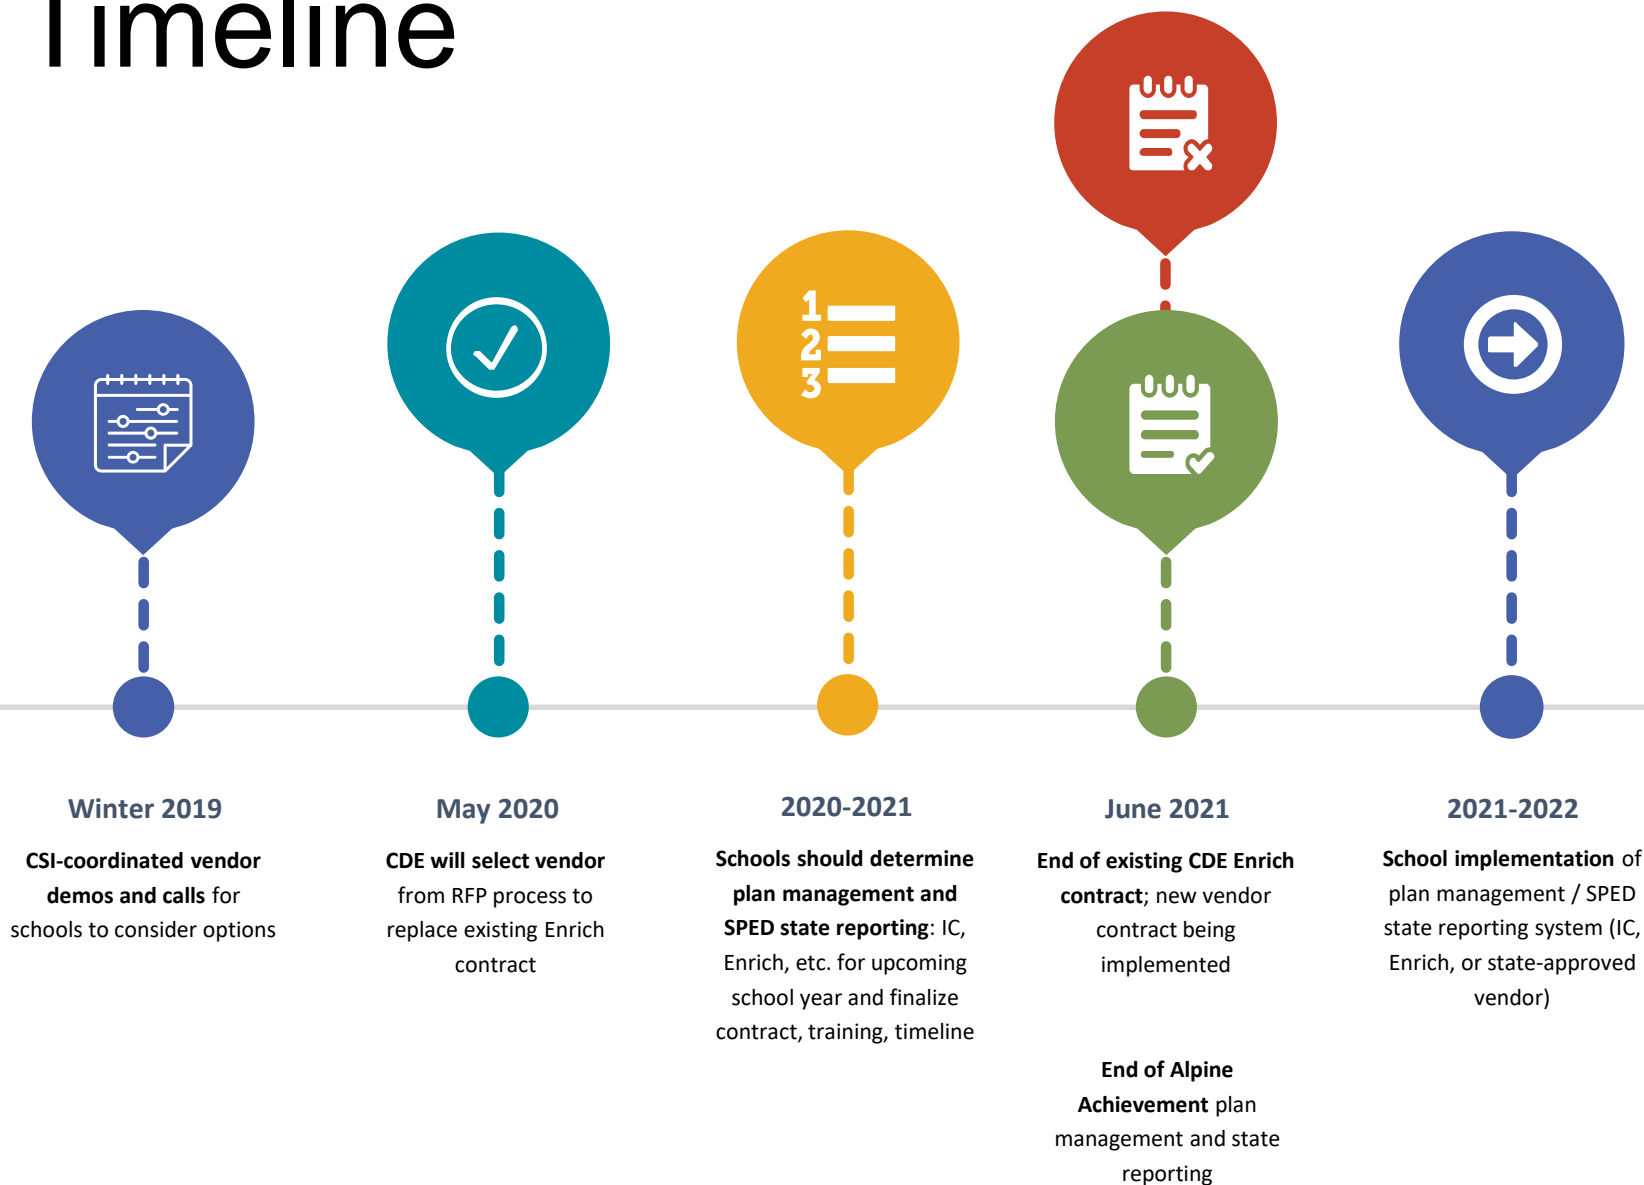 Timeline
1
2
3
Winter 2019
CSI-coordinated vendor
demos and calls for
schools to consider options
May 2020
CDE will select vendor
from RFP process to
replace existing Enrich
contract
2020-2021
Schools should determine
plan management and
SPED state reporting: IC,
Enrich, etc. for upcoming
school year and finalize
contract, training, timeline
June 2021
End of existing CDE Enrich
contract; new vendor
contract being
implemented
End of Alpine
Achievement plan
management and state
reporting
2021-2022
School implementation of
plan management / SPED
state reporting system (IC,
Enrich, or state-approved
vendor)